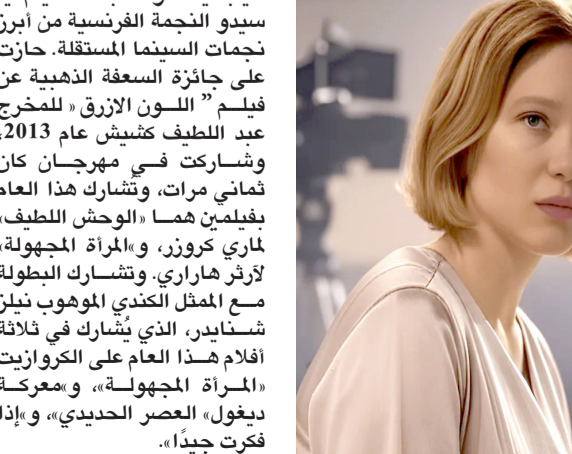 سيدو النجمة الفرنسية من أبرز
نجمات السينما المستقلة. حازت
على جائزة السعفة الذهبية عن
فيلم ” اللون الازرق « للمخرج
عبد اللطيف كشيش عام 2013،
وشاركت في مهرجان كان
ثماني مرات، وتُشارك هذا العام
بفيلمين هما «الوحش اللطيف»
لماري كروزر، و»المرأة المجهولة»
لآرثر هاراري. وتشارك البطولة
مع الممثل الكندي الموهوب نيلز
شنايدر، الذي يُشارك في ثلاثة
أفلام هذا العام على الكروازيت
«المرأة المجهولة»، و»معركة
ديغول» العصر الحديدي»، و»إذا
فكرت جيدًا».